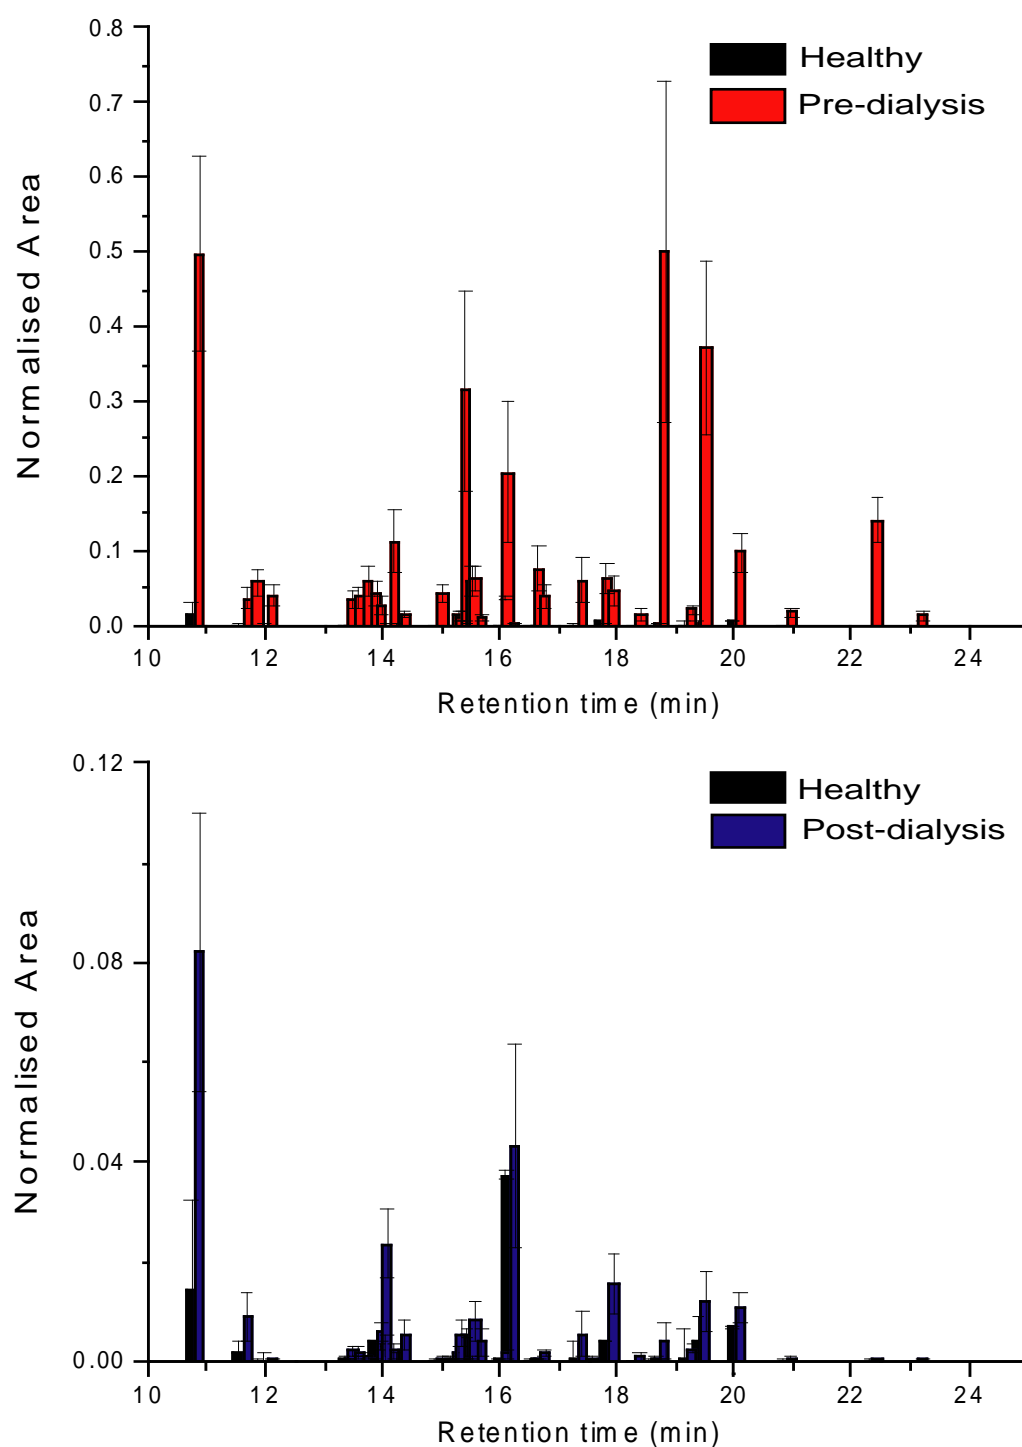 Healthy
Pre-dialysis
Normalised Area
0.8
0.7
0.6
0.5
0.4
0.3
0.2
0.1
0.0
10 12 14 16 18 20 22 24
Retention time (min)
Healthy
Post-dialysis
Normalised Area
0.12
0.08
0.04
0.00
10 12 14 16 18 20 22 24
Retention time (min)